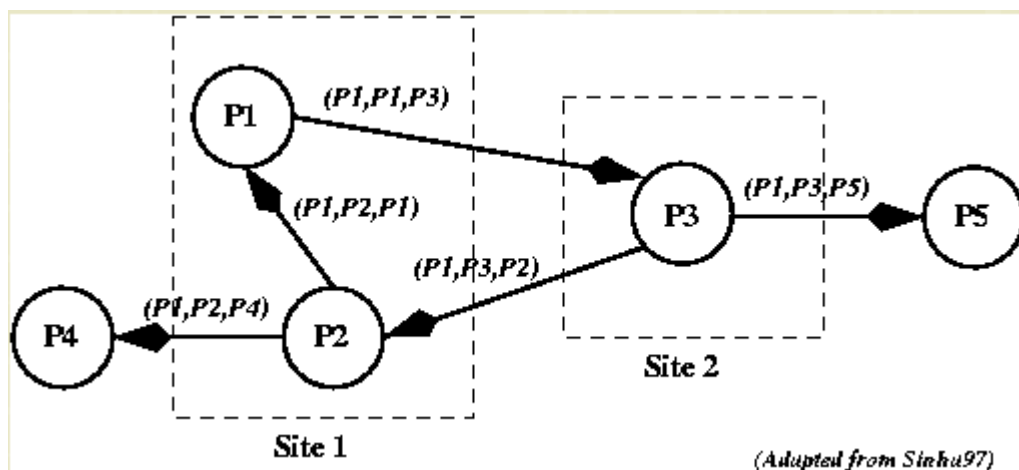 P1
(P1,P1,P3)
P3
(P1,P3,P5)
P5
(P1,P2,P1)
(P1,P3,P2)
P4
(P1,P2,P4)
P2
Site 2
Site 1
(Adapted from Sinha97)